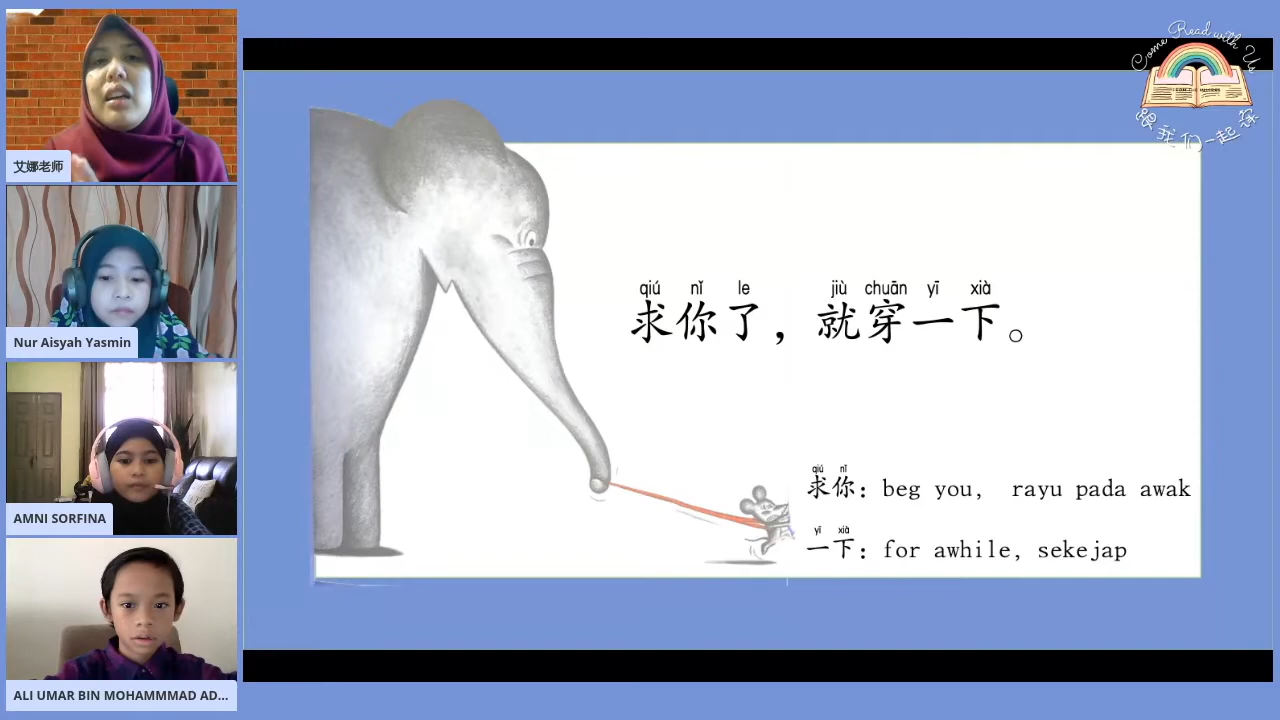 艾娜老师
Nur Aisyah Yasmin
AMNI SORFINA
ALI UMAR BIN MOHAMMMAD AD...
Come Read with Us
跟我们一起读
qiú nǐ le jiù chuān yī xià
求你了，就穿一下。
qiú nǐ
求你：beg you, rayu pada awak
yī xià
一下：for awhile, sekejap